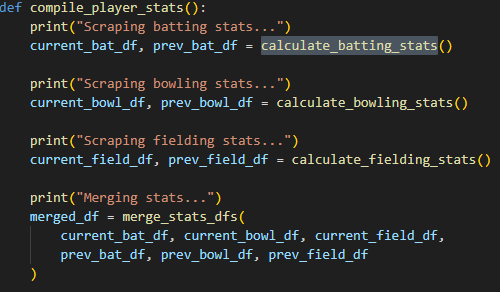 def compile_player_stats():
    print("Scraping batting stats...")
    current_bat_df, prev_bat_df = calculate_batting_stats()
    print("Scraping bowling stats...")
    current_bowl_df, prev_bowl_df = calculate_bowling_stats()
    print("Scraping fielding stats...")
    current_field_df, prev_field_df = calculate_fielding_stats()
    print("Merging stats...")
    merged_df = merge_stats_dfs(
        current_bat_df, current_bowl_df, current_field_df,
        prev_bat_df, prev_bowl_df, prev_field_df
    )